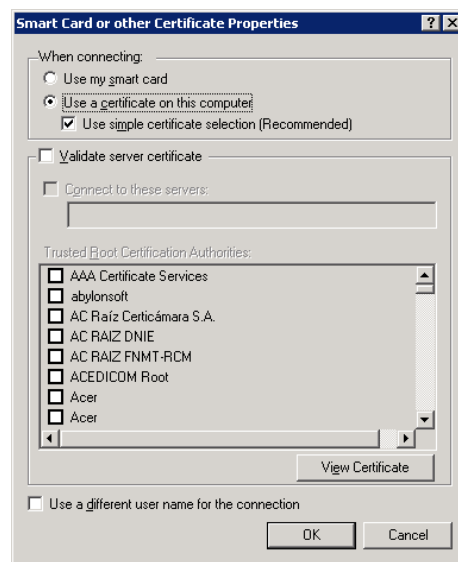 Smart Card or other Certificate Properties
When connecting:
Use my smart card
Use a certificate on this computer
Use simple certificate selection (Recommended)
Validate server certificate
Connect to these servers:
Trusted Root Certification Authorities:
AAA Certificate Services
abylonsoft
AC Raíz Certicámara S.A.
AC RAIZ DNIE
AC RAIZ FNMT-RCM
ACEDICOM Root
Acer
Acer
View Certificate
Use a different user name for the connection
OK Cancel